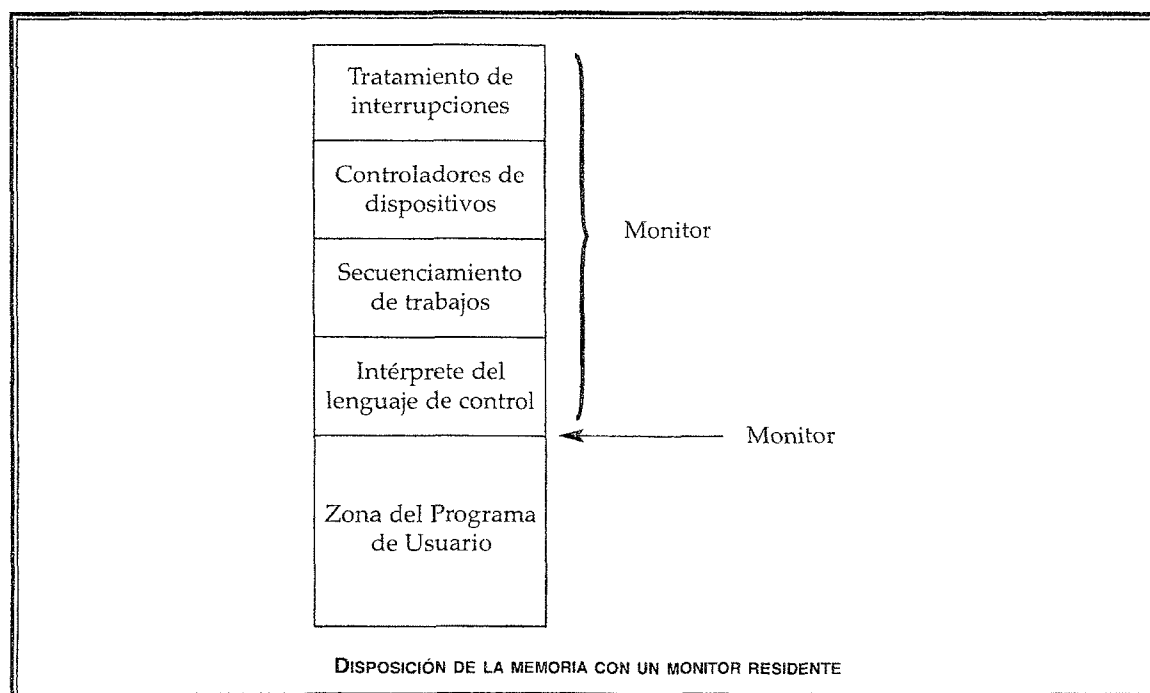 Tratamiento de
interrupciones
Controladores de
dispositivos
Monitor
Secuenciamiento
de trabajos
Intérprete del
lenguaje de control
Monitor
Zona del Programa
de Usuario
DISPOSICIÓN DE LA MEMORIA CON UN MONITOR RESIDENTE